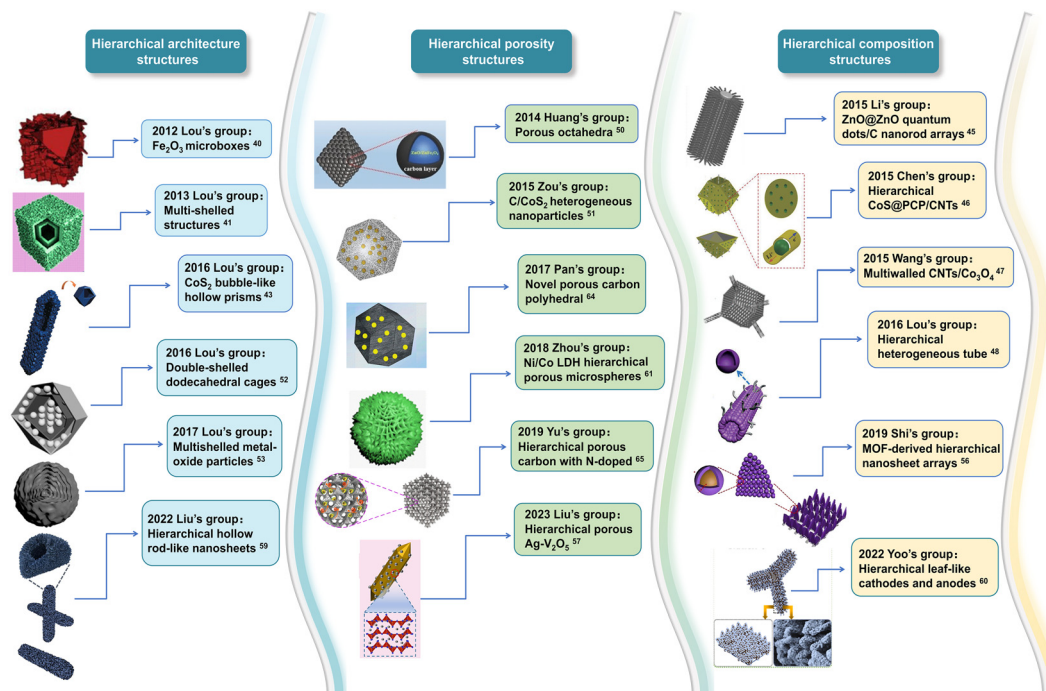 Hierarchical architecture
structures
2012 Lou's group:
Fe₂O₃ microboxes ⁴⁰
2013 Lou's group:
Multi-shelled
structures ⁴¹
2016 Lou's group:
CoS₂ bubble-like
hollow prisms ⁴³
2016 Lou's group:
Double-shelled
dodecahedral cages ⁵²
2017 Lou's group:
Multishelled metal-
oxide particles ⁵³
2022 Liu's group:
Hierarchical hollow
rod-like nanosheets ⁵⁹
Hierarchical porosity
structures
carbon layer
2014 Huang's group:
Porous octahedra ⁵⁰
2015 Zou's group:
C/CoS₂ heterogeneous
nanoparticles ⁵¹
2017 Pan's group:
Novel porous carbon
polyhedral ⁶⁴
2018 Zhou's group:
Ni/Co LDH hierarchical
porous microspheres ⁶¹
2019 Yu's group:
Hierarchical porous
carbon with N-doped ⁶⁵
2023 Liu's group:
Hierarchical porous
Ag-V₂O₅ ⁵⁷
Hierarchical composition
structures
2015 Li's group:
ZnO@ZnO quantum
dots/C nanorod arrays ⁴⁵
2015 Chen's group:
Hierarchical
CoS@PCP/CNTs ⁴⁶
2015 Wang's group:
Multiwalled CNTs/Co₃O₄ ⁴⁷
2016 Lou's group:
Hierarchical
heterogeneous tube ⁴⁸
2019 Shi's group:
MOF-derived hierarchical
nanosheet arrays ⁵⁶
2022 Yoo's group:
Hierarchical leaf-like
cathodes and anodes ⁶⁰